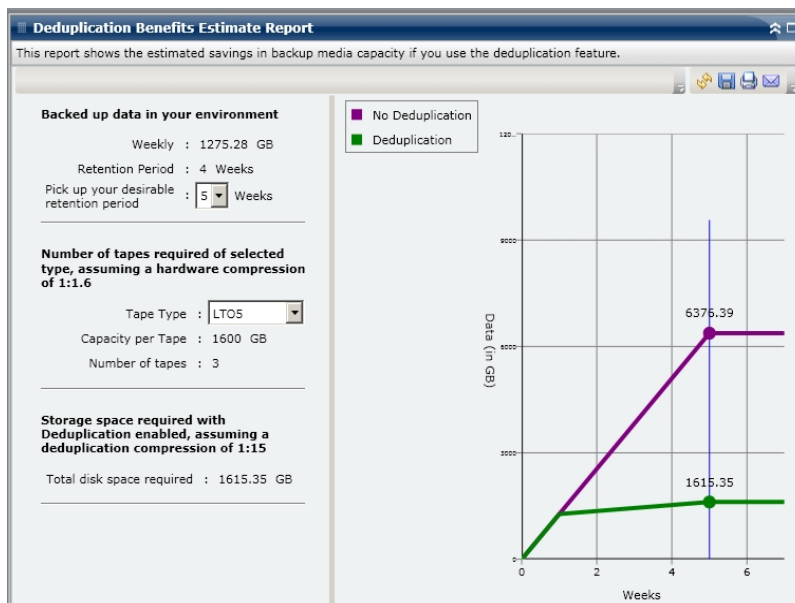 Deduplication Benefits Estimate Report
This report shows the estimated savings in backup media capacity if you use the deduplication feature.
Backed up data in your environment
Weekly : 1275.28 GB
Retention Period : 4 Weeks
Pick up your desirable
retention period : 5 Weeks
Number of tapes required of selected
type, assuming a hardware compression
of 1:1.6
Tape Type : LTO5
Capacity per Tape : 1600 GB
Number of tapes : 3
Storage space required with
Deduplication enabled, assuming a
deduplication compression of 1:15
Total disk space required : 1615.35 GB
No Deduplication
Deduplication
120...
9000
6376.39
6000
Data (in GB)
3000
1615.35
0
0 2 4 6
Weeks